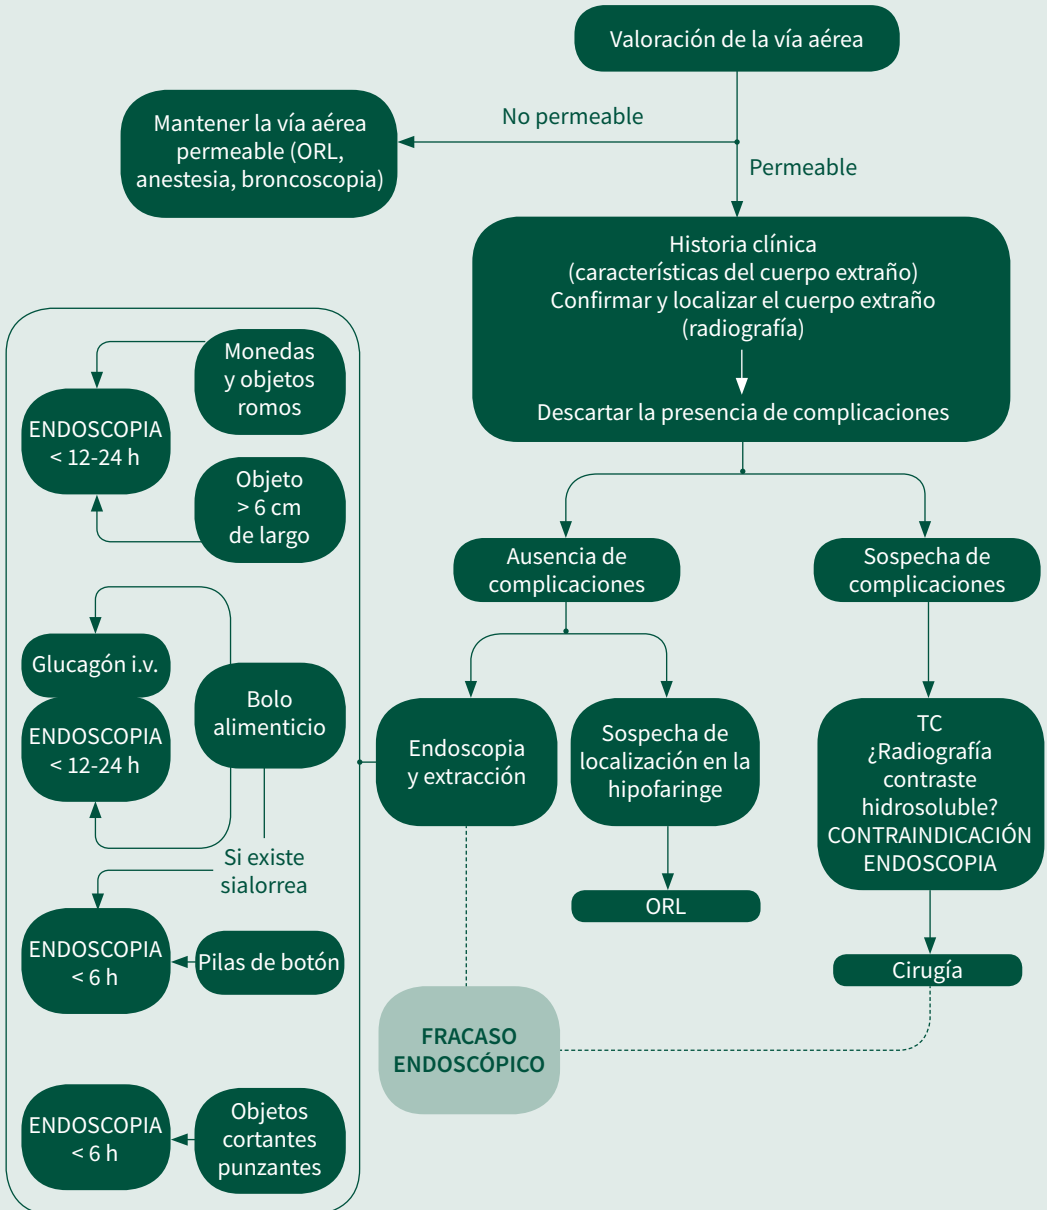 Valoración de la vía aérea
No permeable
Mantener la vía aérea
permeable (ORL,
anestesia, broncoscopia)
Permeable
Historia clínica
(características del cuerpo extraño)
Confirmar y localizar el cuerpo extraño
(radiografía)
Descartar la presencia de complicaciones
Monedas
y objetos
romos
ENDOSCOPIA
< 12-24 h
Objeto
> 6 cm
de largo
Glucagón i.v.
ENDOSCOPIA
< 12-24 h
Bolo
alimenticio
Si existe
sialorrea
ENDOSCOPIA
< 6 h
Pilas de botón
ENDOSCOPIA
< 6 h
Objetos
cortantes
punzantes
Ausencia de
complicaciones
Sospecha de
complicaciones
Endoscopia
y extracción
Sospecha de
localización en la
hipofaringe
ORL
TC
¿Radiografía
contraste
hidrosoluble?
CONTRAINDICACIÓN
ENDOSCOPIA
Cirugía
FRACASO
ENDOSCÓPICO